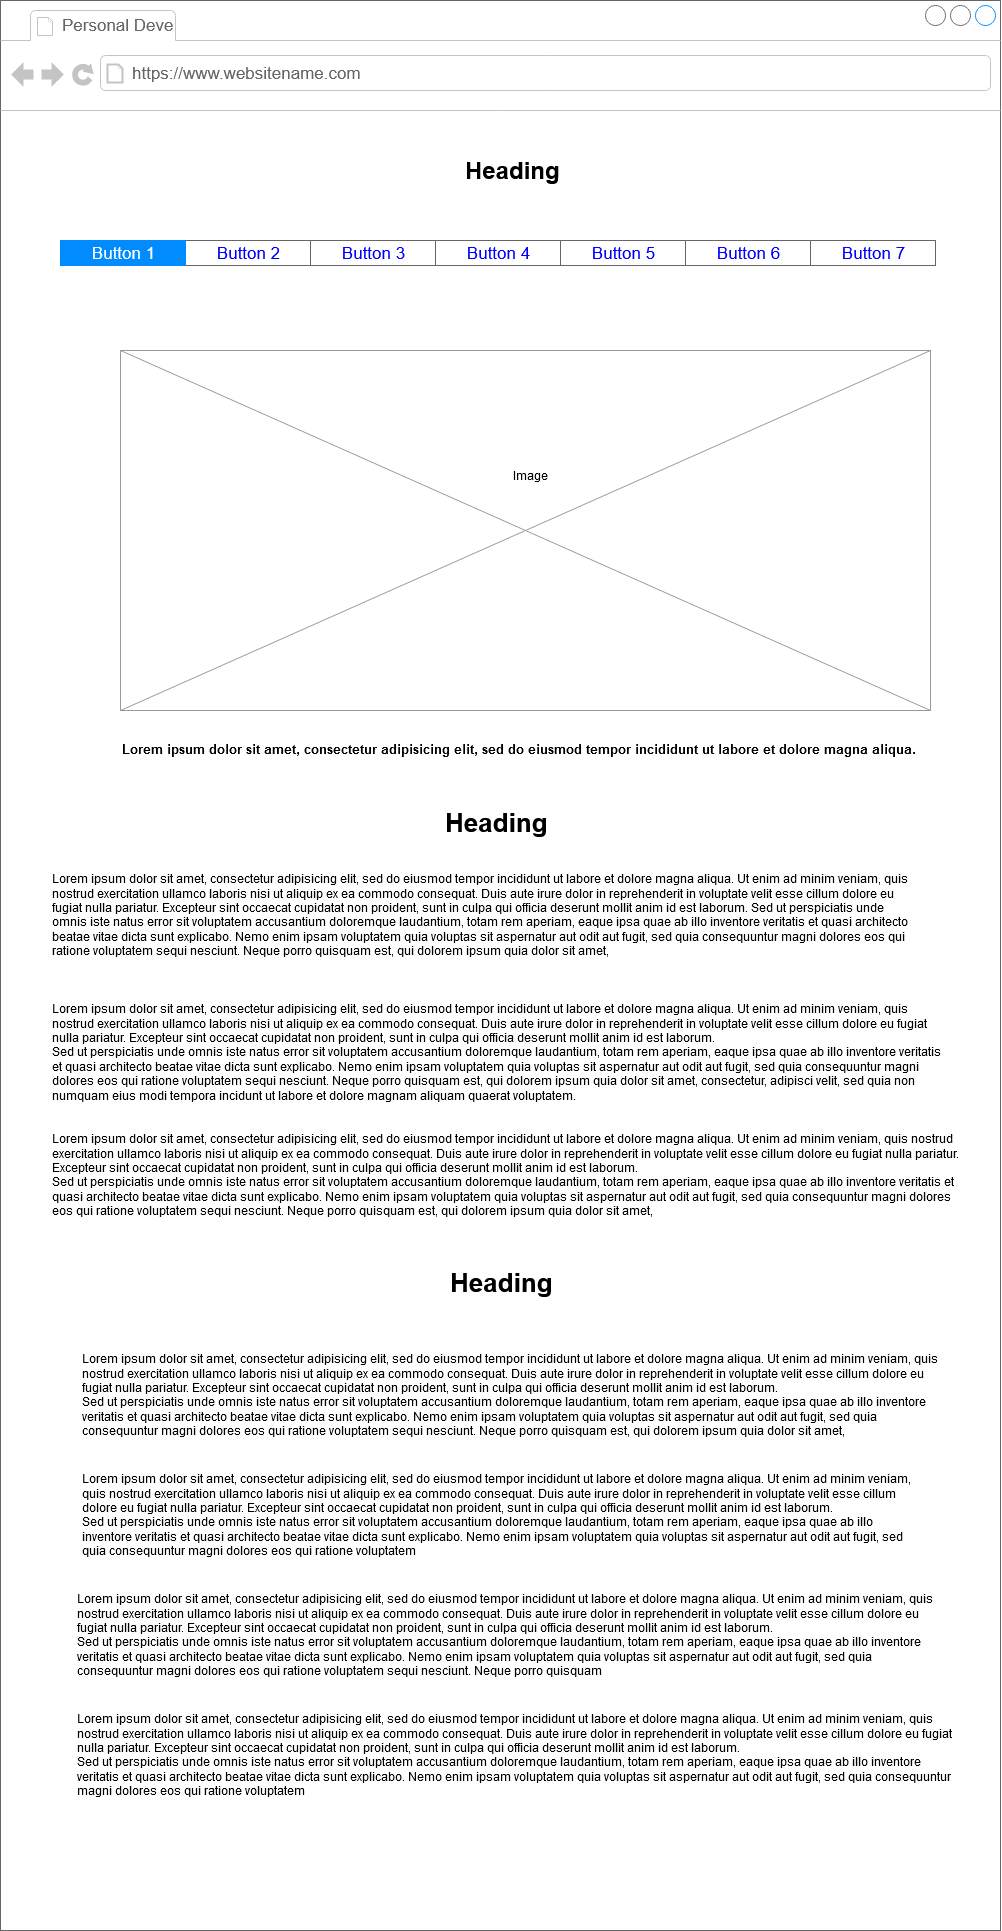 Personal Deve
https://www.websitename.com
Heading
Button 1 Button 2 Button 3 Button 4 Button 5 Button 6 Button 7
Image
Lorem ipsum dolor sit amet, consectetur adipisicing elit, sed do eiusmod tempor incididunt ut labore et dolore magna aliqua.
Heading
Lorem ipsum dolor sit amet, consectetur adipisicing elit, sed do eiusmod tempor incididunt ut labore et dolore magna aliqua. Ut enim ad minim veniam, quis
nostrud exercitation ullamco laboris nisi ut aliquip ex ea commodo consequat. Duis aute irure dolor in reprehenderit in voluptate velit esse cillum dolore eu
fugiat nulla pariatur. Excepteur sint occaecat cupidatat non proident, sunt in culpa qui officia deserunt mollit anim id est laborum. Sed ut perspiciatis unde
omnis iste natus error sit voluptatem accusantium doloremque laudantium, totam rem aperiam, eaque ipsa quae ab illo inventore veritatis et quasi architecto
beatae vitae dicta sunt explicabo. Nemo enim ipsam voluptatem quia voluptas sit aspernatur aut odit aut fugit, sed quia consequuntur magni dolores eos qui
ratione voluptatem sequi nesciunt. Neque porro quisquam est, qui dolorem ipsum quia dolor sit amet,
Lorem ipsum dolor sit amet, consectetur adipisicing elit, sed do eiusmod tempor incididunt ut labore et dolore magna aliqua. Ut enim ad minim veniam, quis
nostrud exercitation ullamco laboris nisi ut aliquip ex ea commodo consequat. Duis aute irure dolor in reprehenderit in voluptate velit esse cillum dolore eu fugiat
nulla pariatur. Excepteur sint occaecat cupidatat non proident, sunt in culpa qui officia deserunt mollit anim id est laborum.
Sed ut perspiciatis unde omnis iste natus error sit voluptatem accusantium doloremque laudantium, totam rem aperiam, eaque ipsa quae ab illo inventore veritatis
et quasi architecto beatae vitae dicta sunt explicabo. Nemo enim ipsam voluptatem quia voluptas sit aspernatur aut odit aut fugit, sed quia consequuntur magni
dolores eos qui ratione voluptatem sequi nesciunt. Neque porro quisquam est, qui dolorem ipsum quia dolor sit amet, consectetur, adipisci velit, sed quia non
numquam eius modi tempora incidunt ut labore et dolore magnam aliquam quaerat voluptatem.
Lorem ipsum dolor sit amet, consectetur adipisicing elit, sed do eiusmod tempor incididunt ut labore et dolore magna aliqua. Ut enim ad minim veniam, quis nostrud
exercitation ullamco laboris nisi ut aliquip ex ea commodo consequat. Duis aute irure dolor in reprehenderit in voluptate velit esse cillum dolore eu fugiat nulla pariatur.
Excepteur sint occaecat cupidatat non proident, sunt in culpa qui officia deserunt mollit anim id est laborum.
Sed ut perspiciatis unde omnis iste natus error sit voluptatem accusantium doloremque laudantium, totam rem aperiam, eaque ipsa quae ab illo inventore veritatis et
quasi architecto beatae vitae dicta sunt explicabo. Nemo enim ipsam voluptatem quia voluptas sit aspernatur aut odit aut fugit, sed quia consequuntur magni dolores
eos qui ratione voluptatem sequi nesciunt. Neque porro quisquam est, qui dolorem ipsum quia dolor sit amet,
Heading
Lorem ipsum dolor sit amet, consectetur adipisicing elit, sed do eiusmod tempor incididunt ut labore et dolore magna aliqua. Ut enim ad minim veniam, quis
nostrud exercitation ullamco laboris nisi ut aliquip ex ea commodo consequat. Duis aute irure dolor in reprehenderit in voluptate velit esse cillum dolore eu
fugiat nulla pariatur. Excepteur sint occaecat cupidatat non proident, sunt in culpa qui officia deserunt mollit anim id est laborum.
Sed ut perspiciatis unde omnis iste natus error sit voluptatem accusantium doloremque laudantium, totam rem aperiam, eaque ipsa quae ab illo inventore
veritatis et quasi architecto beatae vitae dicta sunt explicabo. Nemo enim ipsam voluptatem quia voluptas sit aspernatur aut odit aut fugit, sed quia
consequuntur magni dolores eos qui ratione voluptatem sequi nesciunt. Neque porro quisquam est, qui dolorem ipsum quia dolor sit amet,
Lorem ipsum dolor sit amet, consectetur adipisicing elit, sed do eiusmod tempor incididunt ut labore et dolore magna aliqua. Ut enim ad minim veniam,
quis nostrud exercitation ullamco laboris nisi ut aliquip ex ea commodo consequat. Duis aute irure dolor in reprehenderit in voluptate velit esse cillum
dolore eu fugiat nulla pariatur. Excepteur sint occaecat cupidatat non proident, sunt in culpa qui officia deserunt mollit anim id est laborum.
Sed ut perspiciatis unde omnis iste natus error sit voluptatem accusantium doloremque laudantium, totam rem aperiam, eaque ipsa quae ab illo
inventore veritatis et quasi architecto beatae vitae dicta sunt explicabo. Nemo enim ipsam voluptatem quia voluptas sit aspernatur aut odit aut fugit, sed
quia consequuntur magni dolores eos qui ratione voluptatem
Lorem ipsum dolor sit amet, consectetur adipisicing elit, sed do eiusmod tempor incididunt ut labore et dolore magna aliqua. Ut enim ad minim veniam, quis
nostrud exercitation ullamco laboris nisi ut aliquip ex ea commodo consequat. Duis aute irure dolor in reprehenderit in voluptate velit esse cillum dolore eu
fugiat nulla pariatur. Excepteur sint occaecat cupidatat non proident, sunt in culpa qui officia deserunt mollit anim id est laborum.
Sed ut perspiciatis unde omnis iste natus error sit voluptatem accusantium doloremque laudantium, totam rem aperiam, eaque ipsa quae ab illo inventore
veritatis et quasi architecto beatae vitae dicta sunt explicabo. Nemo enim ipsam voluptatem quia voluptas sit aspernatur aut odit aut fugit, sed quia
consequuntur magni dolores eos qui ratione voluptatem sequi nesciunt. Neque porro quisquam
Lorem ipsum dolor sit amet, consectetur adipisicing elit, sed do eiusmod tempor incididunt ut labore et dolore magna aliqua. Ut enim ad minim veniam, quis
nostrud exercitation ullamco laboris nisi ut aliquip ex ea commodo consequat. Duis aute irure dolor in reprehenderit in voluptate velit esse cillum dolore eu fugiat
nulla pariatur. Excepteur sint occaecat cupidatat non proident, sunt in culpa qui officia deserunt mollit anim id est laborum.
Sed ut perspiciatis unde omnis iste natus error sit voluptatem accusantium doloremque laudantium, totam rem aperiam, eaque ipsa quae ab illo inventore
veritatis et quasi architecto beatae vitae dicta sunt explicabo. Nemo enim ipsam voluptatem quia voluptas sit aspernatur aut odit aut fugit, sed quia consequuntur
magni dolores eos qui ratione voluptatem